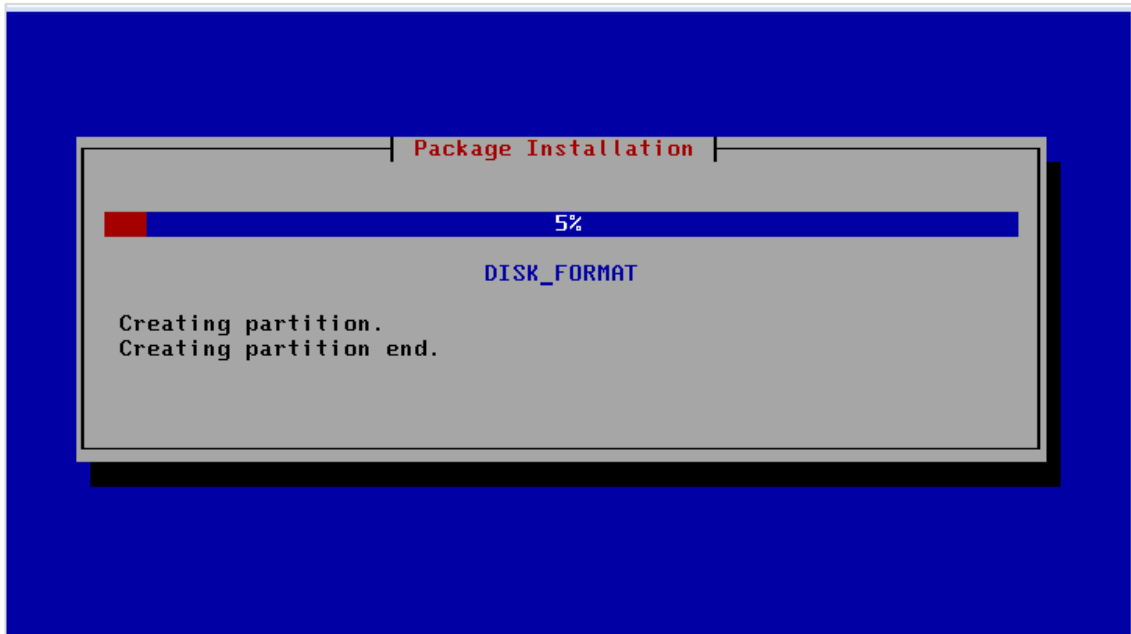 Package Installation
5%
DISK_FORMAT
Creating partition.
Creating partition end.